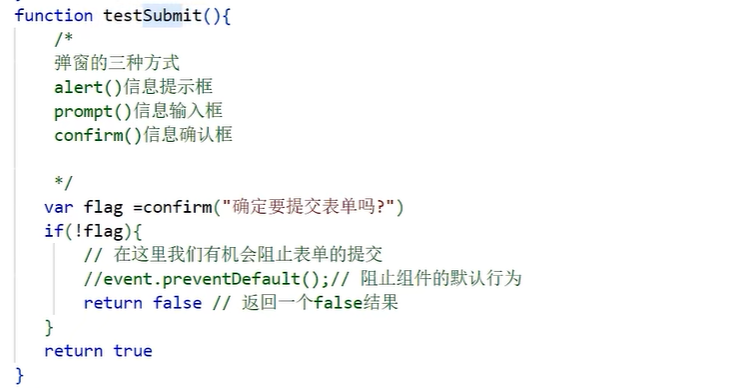 function testSubmit(){
/*
弹窗的三种方式
alert()信息提示框
prompt()信息输入框
confirm()信息确认框
*/
var flag =confirm("确定要提交表单吗?")
if(!flag){
// 在这里我们有机会阻止表单的提交
//event.preventDefault();// 阻止组件的默认行为
return false // 返回一个false结果
}
return true
}